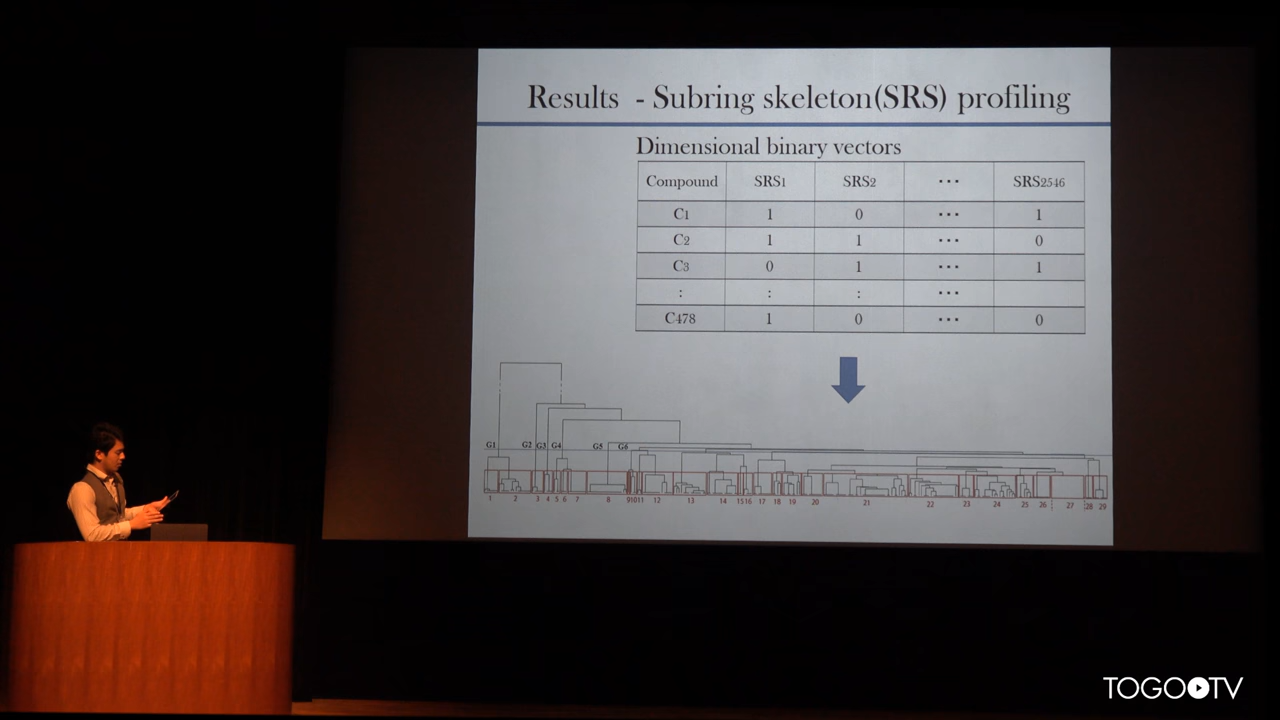 Results - Subring skeleton(SRS) profiling
Dimensional binary vectors
Compound SRS1 SRS2 ··· SRS2546
C1 1 0 ··· 1
C2 1 1 ··· 0
C3 0 1 ··· 1
: : : ···
C478 1 0 ··· 0
G1 G2 G3 G4 G5 G6
1 2 3 4 5 6 7 8 9 10 11 12 13 14 15 16 17 18 19 20 21 22 23 24 25 26 27 28 29
TOGO TV